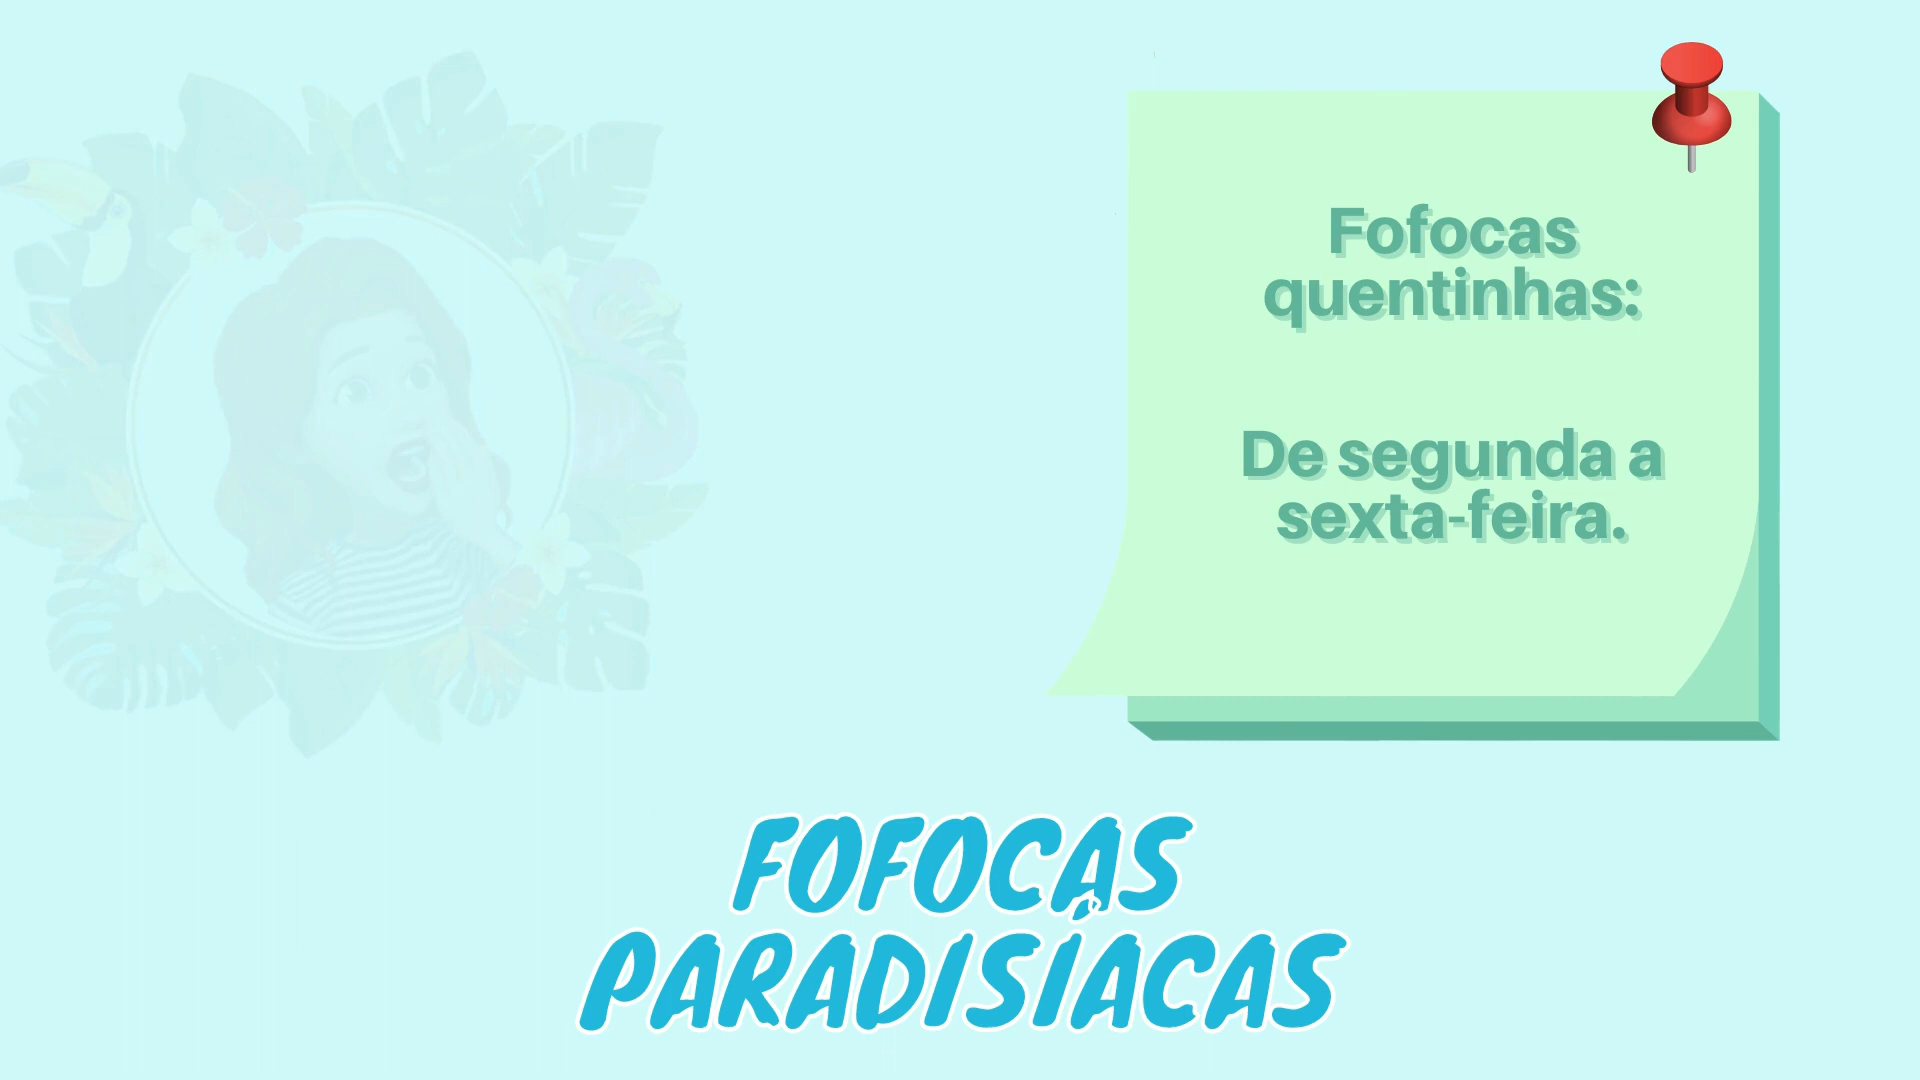 Fofocas
quentinhas:
De segunda a
sexta-feira.
FOFOCAS
PARADISÍACAS